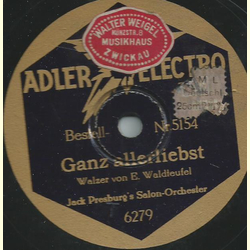 WALTER WEIGEL
MUSIKHAUS
ZWICKAU
ADLER ELECTRO
Bestell- Nr. 5154
Ganz allerliebst
Walzer von E. Waldteufel
Jack Presburg's Salon-Orchester
6279